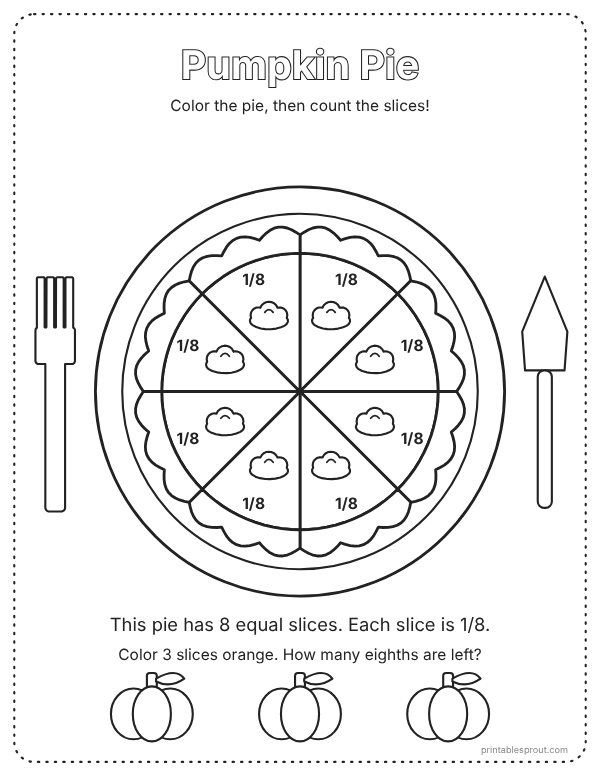 Pumpkin Pie
Color the pie, then count the slices!
1/8 1/8
1/8 1/8
1/8 1/8
1/8 1/8
This pie has 8 equal slices. Each slice is 1/8.
Color 3 slices orange. How many eighths are left?
printablesprout.com